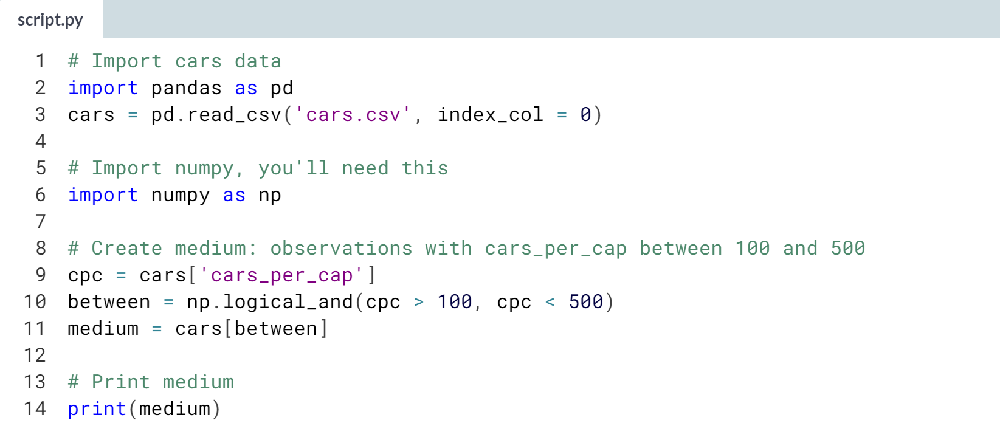 script.py
1 # Import cars data
2 import pandas as pd
3 cars = pd.read_csv('cars.csv', index_col = 0)
4
5 # Import numpy, you'll need this
6 import numpy as np
7
8 # Create medium: observations with cars_per_cap between 100 and 500
9 cpc = cars['cars_per_cap']
10 between = np.logical_and(cpc > 100, cpc < 500)
11 medium = cars[between]
12
13 # Print medium
14 print(medium)